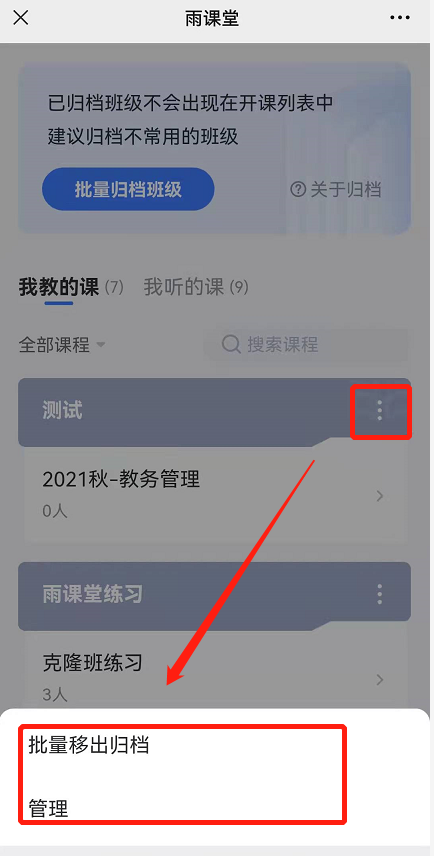 雨课堂
已归档班级不会出现在开课列表中
建议归档不常用的班级
批量归档班级
关于归档
我教的课 (7) 我听的课 (9)
全部课程
搜索课程
测试
2021秋-教务管理
0人
雨课堂练习
克隆班练习
3人
批量移出归档
管理